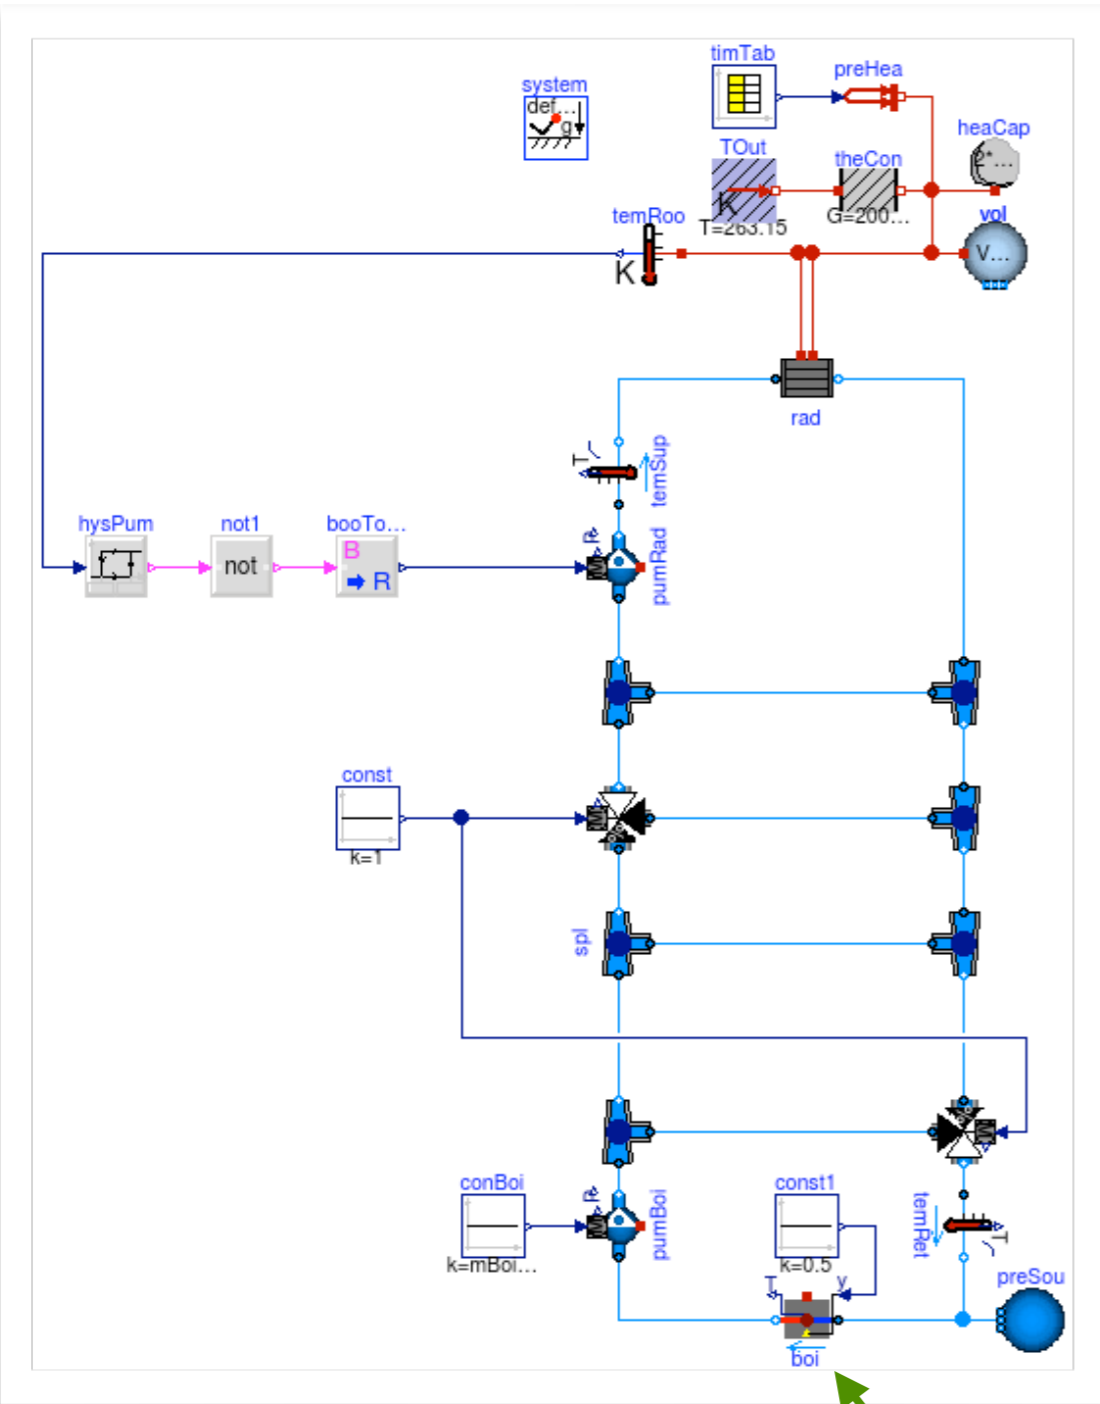 timTab
preHea
system
def...
g
heaCap
2*...
TOut
theCon
K
G=200...
T=263.15
temRoo
vol
K
V...
rad
T
temSup
hysPum
not1
booTo...
not
B
R
P
M
pumRad
const
k=1
M
spl
M
conBoi
const1
P
M
pumBoi
temRet
T
k=mBoi...
k=0.5
preSou
T
y
boi